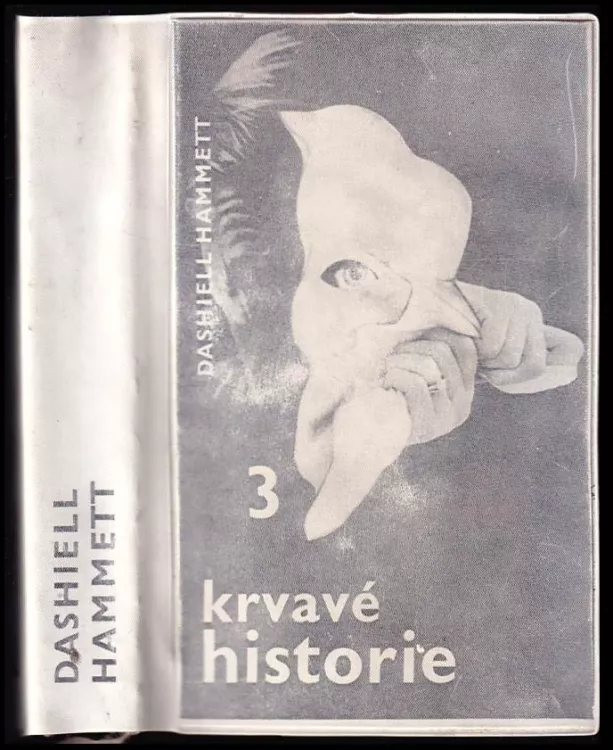 DASHIELL
HAMMETT
DASHIELL HAMMETT
3
krvavé
historie